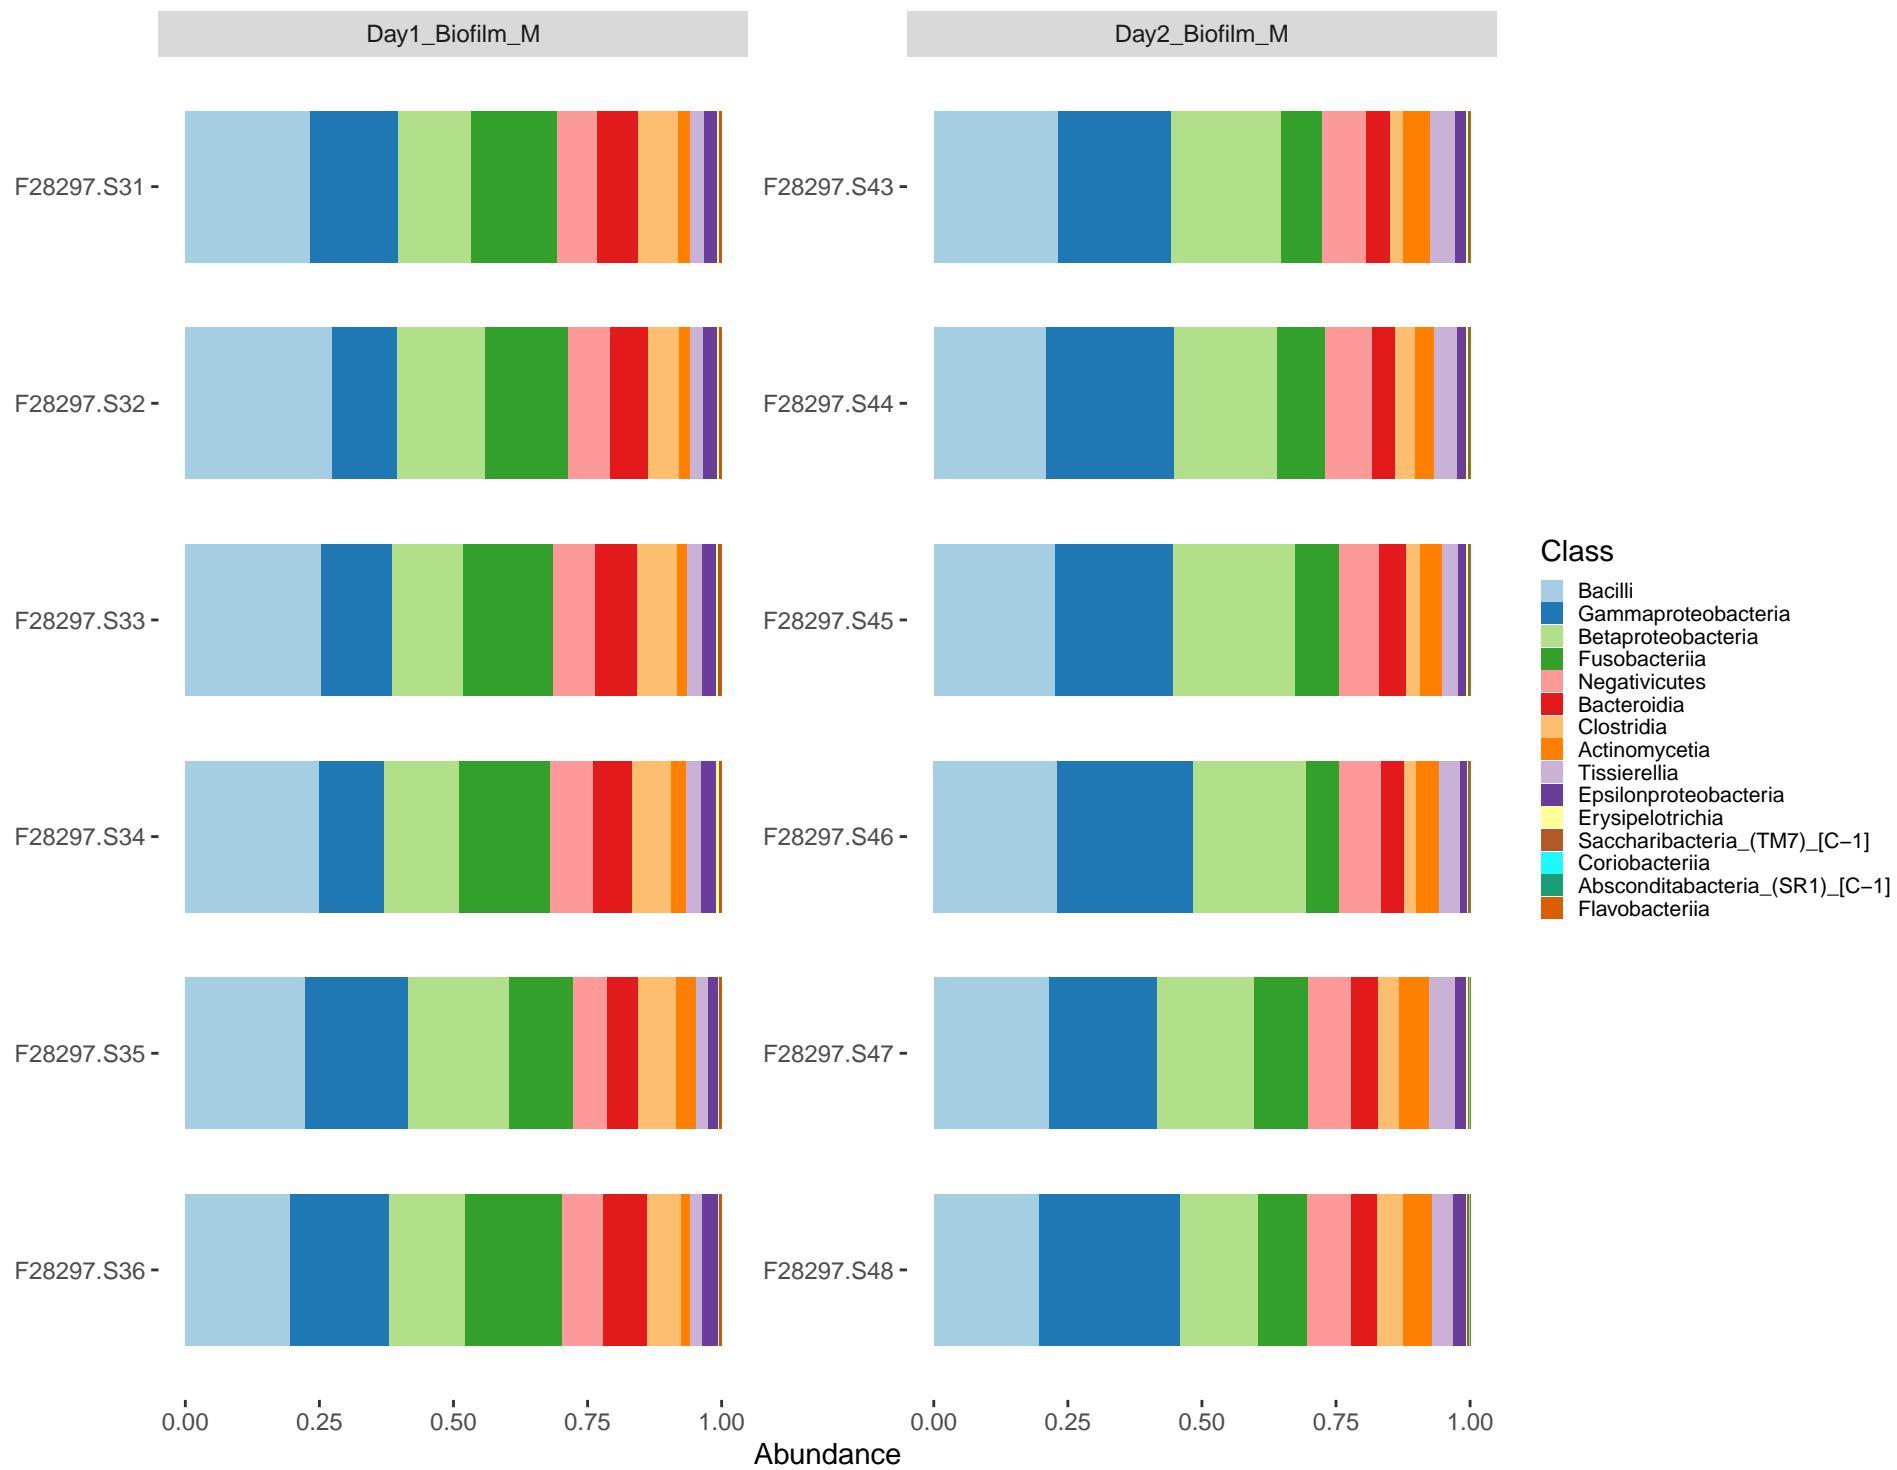 Day1_Biofilm_M
Day2_Biofilm_M
F28297.S31
F28297.S43
F28297.S32
F28297.S44
F28297.S33
F28297.S45
F28297.S34
F28297.S46
F28297.S35
F28297.S47
F28297.S36
F28297.S48
0.00 0.25 0.50 0.75 1.00
0.00 0.25 0.50 0.75 1.00
Abundance
Class
Bacilli
Gammaproteobacteria
Betaproteobacteria
Fusobacteriia
Negativicutes
Bacteroidia
Clostridia
Actinomycetia
Tissierellia
Epsilonproteobacteria
Erysipelotrichia
Saccharibacteria_(TM7)_[C−1]
Coriobacteriia
Absconditabacteria_(SR1)_[C−1]
Flavobacteriia